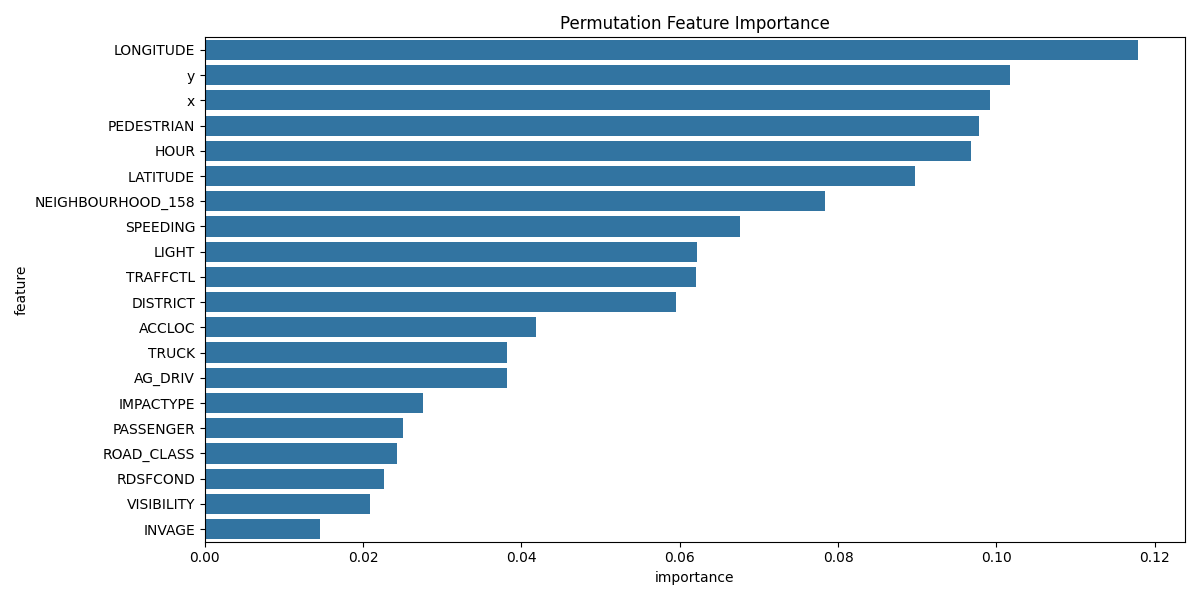 Permutation Feature Importance
feature
LONGITUDE
y
x
PEDESTRIAN
HOUR
LATITUDE
NEIGHBOURHOOD_158
SPEEDING
LIGHT
TRAFFCTL
DISTRICT
ACCLOC
TRUCK
AG_DRIV
IMPACTYPE
PASSENGER
ROAD_CLASS
RDSFCOND
VISIBILITY
INVAGE
0.00 0.02 0.04 0.06 0.08 0.10 0.12
importance